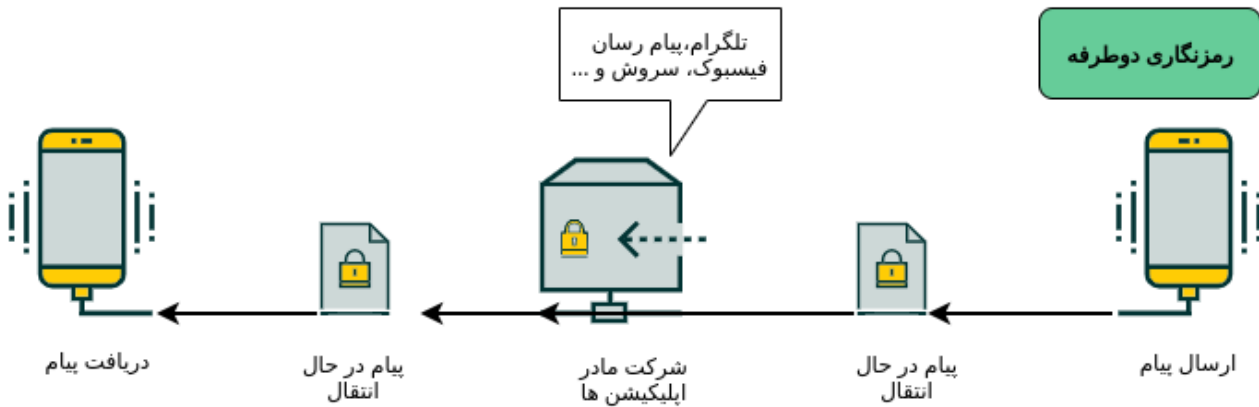 رمزنگاری دوطرفه
تلگرام،پیام رسان
فیسبوک، سروش و ...
ارسال پیام
پیام در حال
انتقال
شرکت مادر
اپلیکیشن ها
پیام در حال
انتقال
دریافت پیام